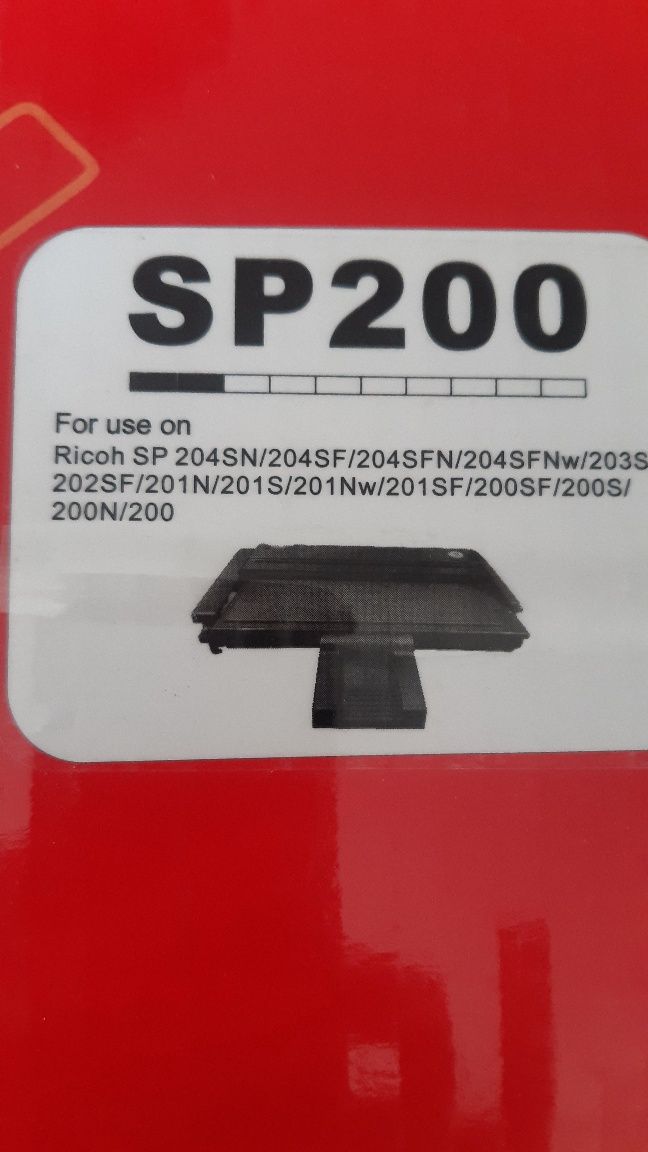 SP200
For use on
Ricoh SP 204SN/204SF/204SFN/204SFNw/203S
202SF/201N/201S/201Nw/201SF/200SF/200S/
200N/200